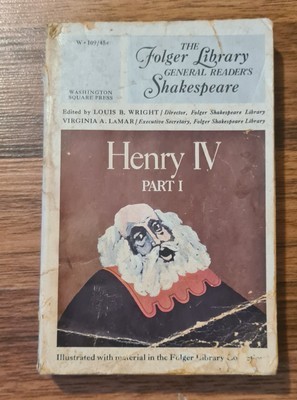 W•109/45¢
THE
Folger Library
GENERAL READER'S
Shakespeare
WASHINGTON
SQUARE PRESS
Edited by LOUIS B. WRIGHT / Director, Folger Shakespeare Library
VIRGINIA A. LaMAR / Executive Secretary, Folger Shakespeare Library
Henry IV
PART I
Illustrated with material in the Folger Library